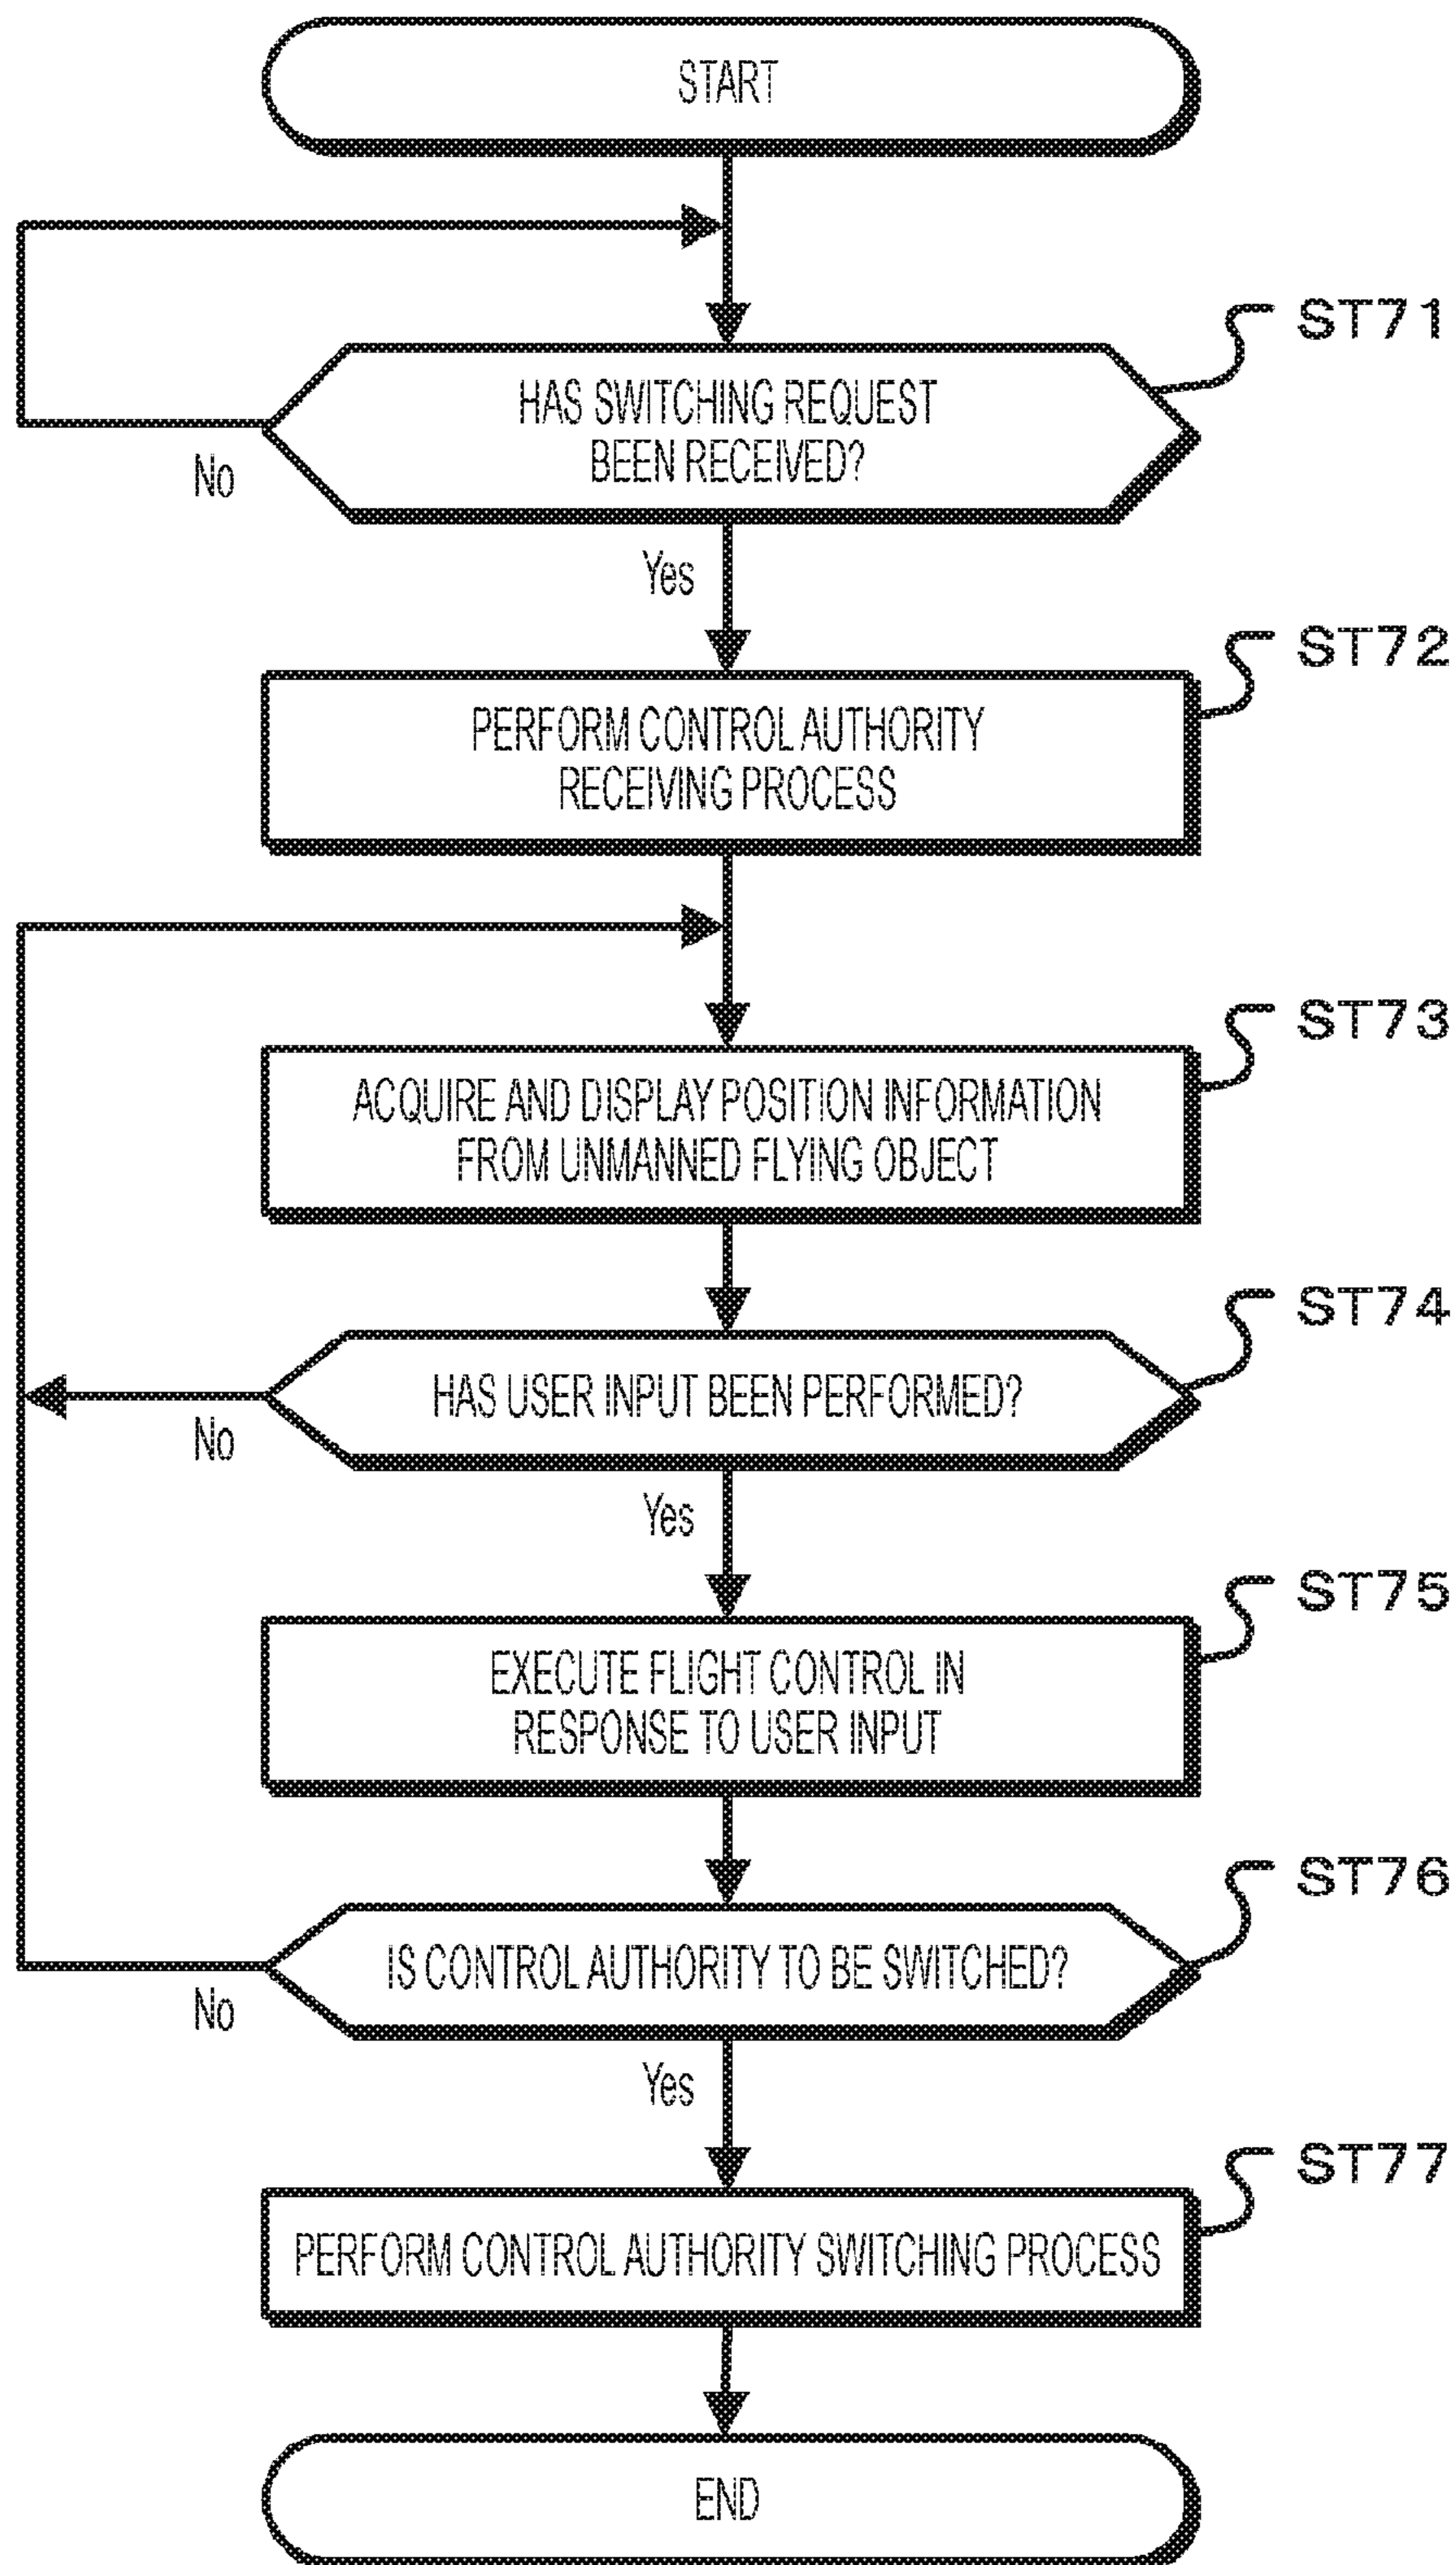 START
ST71
HAS SWITCHING REQUEST
BEEN RECEIVED?
No
Yes
ST72
PERFORM CONTROL AUTHORITY
RECEIVING PROCESS
ST73
ACQUIRE AND DISPLAY POSITION INFORMATION
FROM UNMANNED FLYING OBJECT
ST74
HAS USER INPUT BEEN PERFORMED?
No
Yes
ST75
EXECUTE FLIGHT CONTROL IN
RESPONSE TO USER INPUT
ST76
IS CONTROL AUTHORITY TO BE SWITCHED?
No
Yes
ST77
PERFORM CONTROL AUTHORITY SWITCHING PROCESS
END